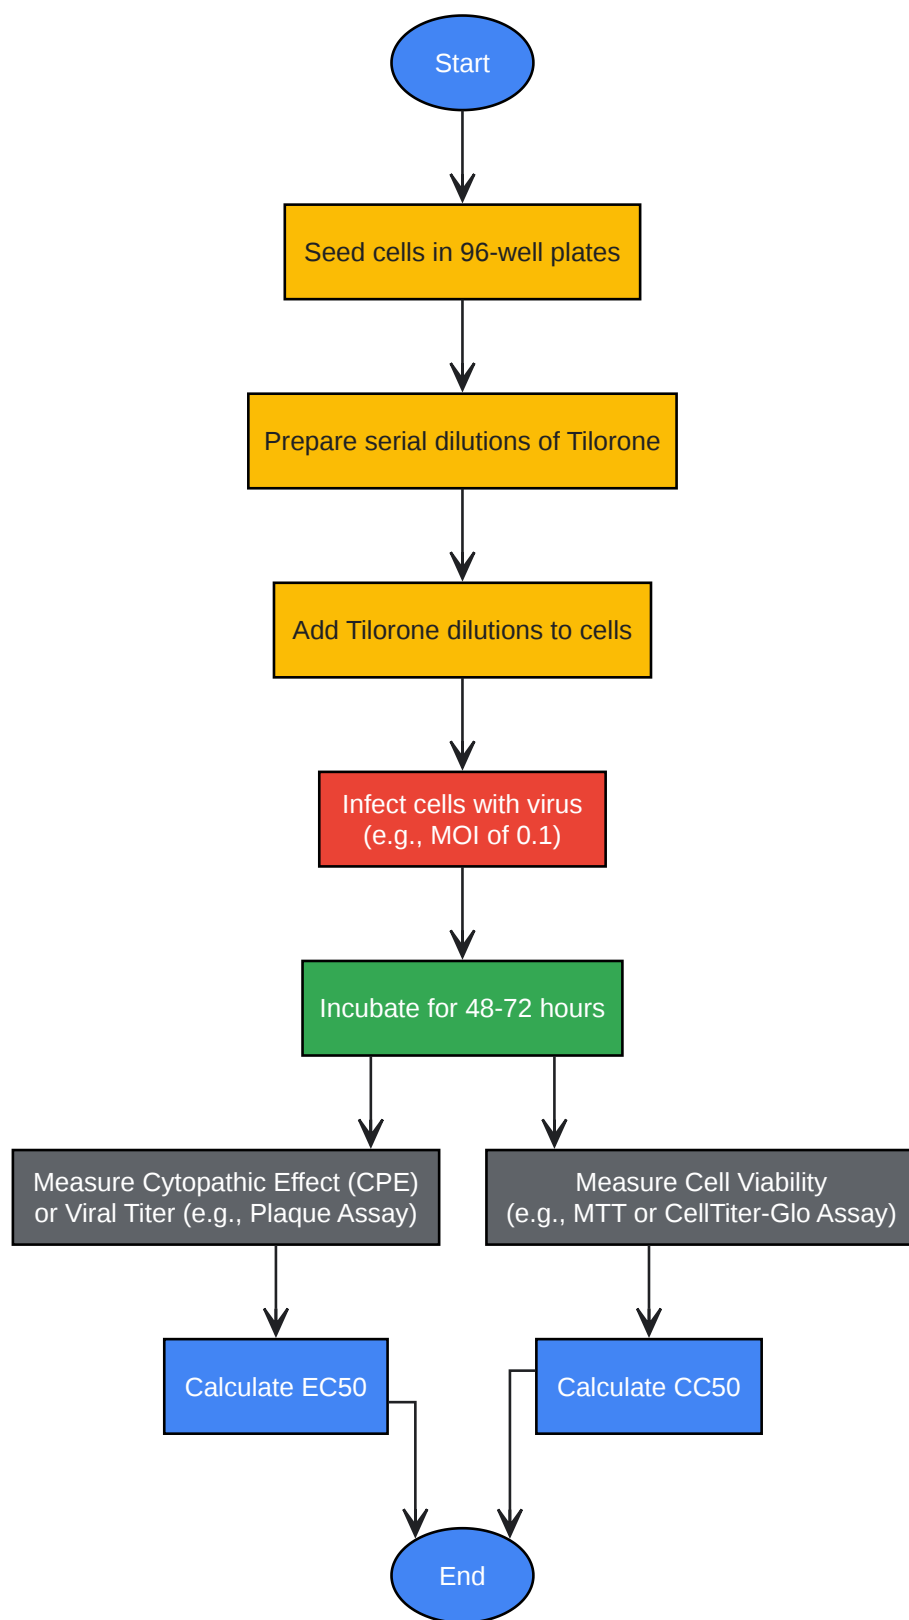 Start
Seed cells in 96-well plates
Prepare serial dilutions of Tilorone
Add Tilorone dilutions to cells
Infect cells with virus
(e.g., MOI of 0.1)
Incubate for 48-72 hours
Measure Cytopathic Effect (CPE)
or Viral Titer (e.g., Plaque Assay)
Measure Cell Viability
(e.g., MTT or CellTiter-Glo Assay)
Calculate EC50
Calculate CC50
End